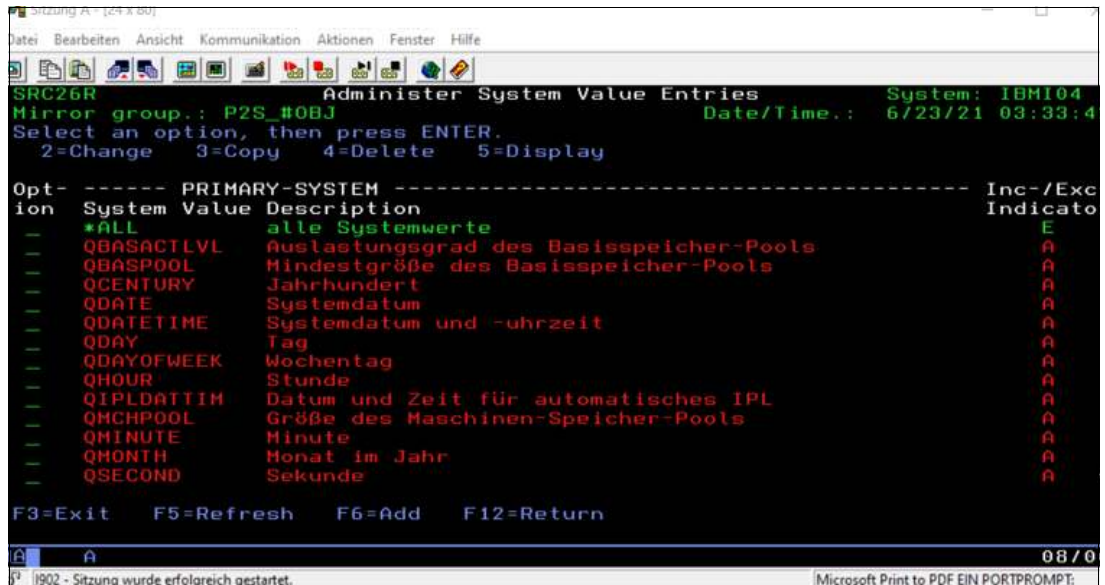 Sitzung A - [24 x 80]
Datei Bearbeiten Ansicht Kommunikation Aktionen Fenster Hilfe
SRC26R Administer System Value Entries System: IBMI04
Mirror group.: P2S_#OBJ Date/Time.: 6/23/21 03:33:4
Select an option, then press ENTER.
2=Change 3=Copy 4=Delete 5=Display
Opt- ------ PRIMARY-SYSTEM ---------------------------------------- Inc-/Exc
ion System Value Description Indicato
_ *ALL alle Systemwerte E
_ QBASACTLVL Auslastungsgrad des Basisspeicher-Pools A
_ QBASPOOL Mindestgröße des Basisspeicher-Pools A
_ QCENTURY Jahrhundert A
_ QDATE Systemdatum A
_ QDATETIME Systemdatum und -uhrzeit A
_ QDAY Tag A
_ QDAYOFWEEK Wochentag A
_ QHOUR Stunde A
_ QIPLDATTIM Datum und Zeit für automatisches IPL A
_ QMCHPOOL Größe des Maschinen-Speicher-Pools A
_ QMINUTE Minute A
_ QMONTH Monat im Jahr A
_ QSECOND Sekunde A
F3=Exit F5=Refresh F6=Add F12=Return
A A 08/0
I902 - Sitzung wurde erfolgreich gestartet. Microsoft Print to PDF EIN PORTPROMPT: